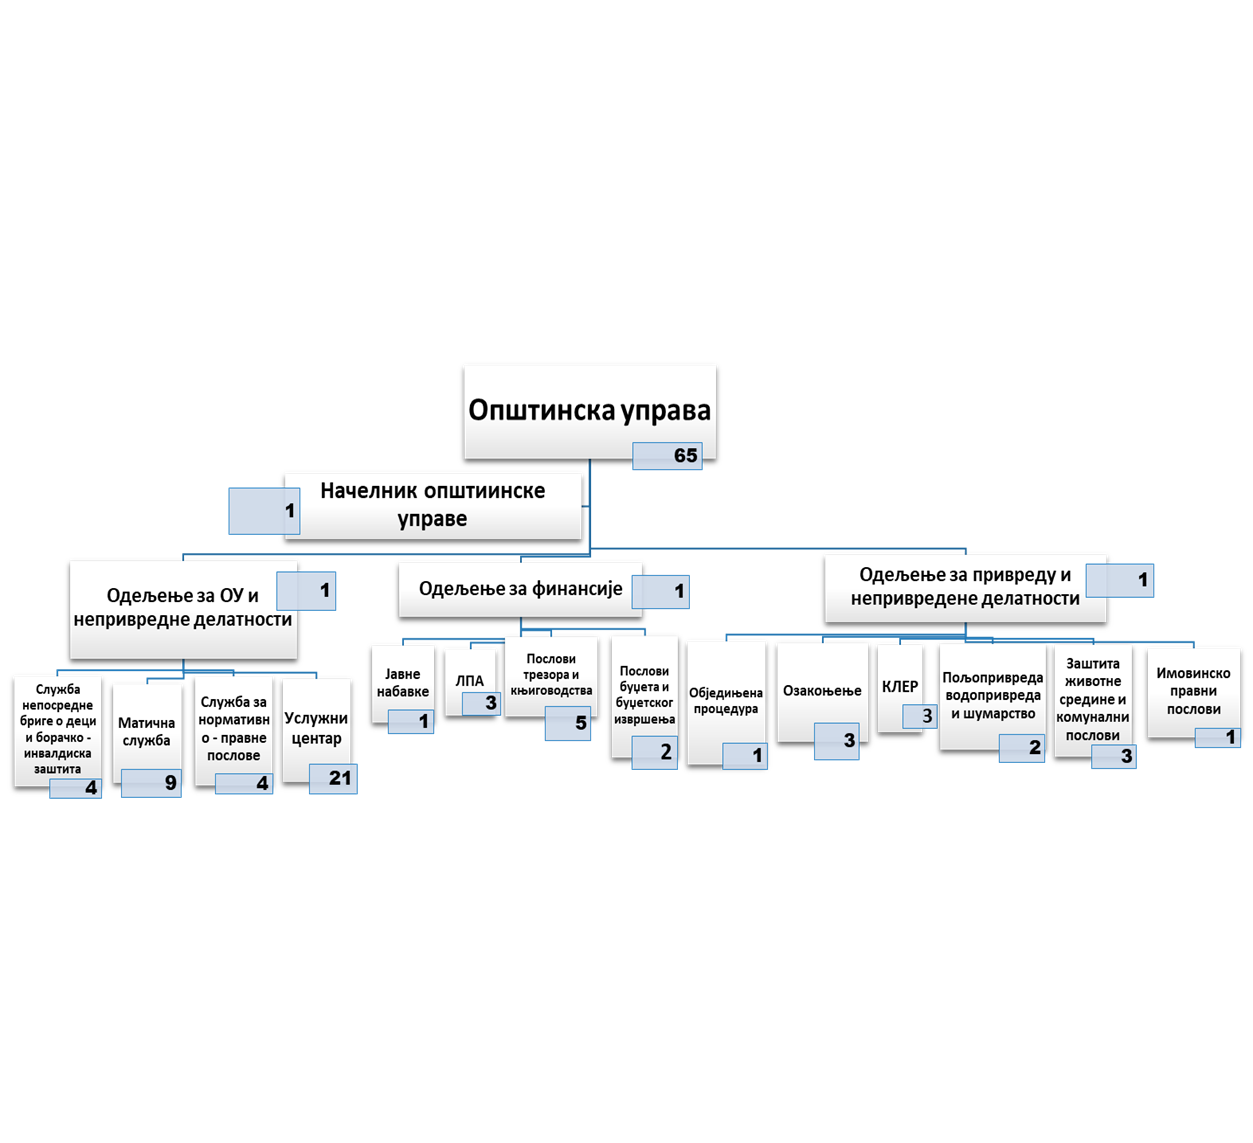 Општинска управа
65
Начелник општиинске
управе
1
Одељење за ОУ и
непривредне делатности
1
Одељење за финансије
1
Одељење за привреду и
непривредене делатности
1
Служба
непосредне
бриге о деци
и борачко -
инвалдиска
заштита
4
Матична
служба
9
Служба за
нормативн
о - правне
послове
4
Услужни
центар
21
Јавне
набавке
1
ЛПА
3
Послови
трезора и
књиговодства
5
Послови
буџета и
буџетског
извршења
2
Обједињена
процедура
1
Озакоњење
3
КЛЕР
3
Пољопривреда
водопривреда
и шумарство
2
Заштита
животне
средине и
комунални
послови
3
Имовинско
правни
послови
1